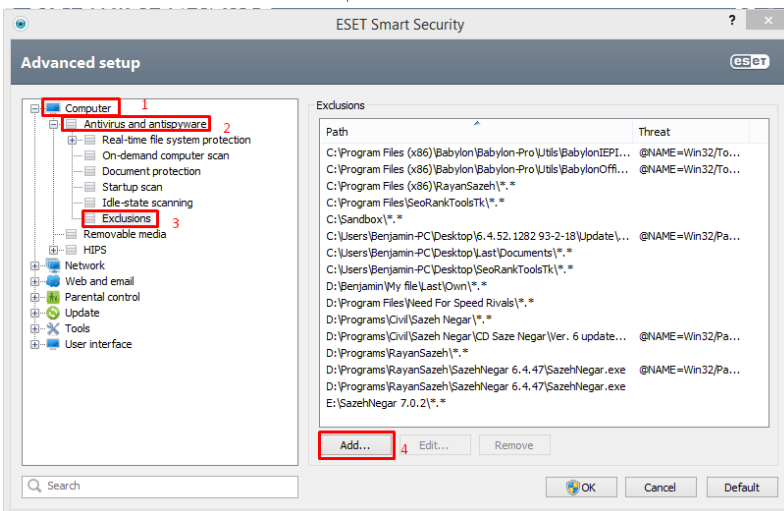 ESET Smart Security
?
Advanced setup
eset
Computer 1
Antivirus and antispyware 2
Real-time file system protection
On-demand computer scan
Document protection
Startup scan
Idle-state scanning
Exclusions 3
Removable media
HIPS
Network
Web and email
Parental control
Update
Tools
User interface
Exclusions
Path Threat
C:\Program Files (x86)\Babylon\Babylon-Pro\Utils\BabylonIEPI... @NAME=Win32/To...
C:\Program Files (x86)\Babylon\Babylon-Pro\Utils\BabylonOffi... @NAME=Win32/To...
C:\Program Files (x86)\RayanSazeh\*.*
C:\Program Files\SeoRankToolsTk\*.*
C:\Sandbox\*.*
C:\Users\Benjamin-PC\Desktop\6.4.52.1282 93-2-18\Update\... @NAME=Win32/Pa...
C:\Users\Benjamin-PC\Desktop\Last\Documents\*.*
C:\Users\Benjamin-PC\Desktop\SeoRankToolsTk\*.*
D:\Benjamin\My file\Last\Own\*.*
D:\Program Files\Need For Speed Rivals\*.*
D:\Programs\Civil\Sazeh Negar\*.*
D:\Programs\Civil\Sazeh Negar\CD Saze Negar\Ver. 6 update... @NAME=Win32/Pa...
D:\Programs\RayanSazeh\*.*
D:\Programs\RayanSazeh\SazehNegar 6.4.47\SazehNegar.exe @NAME=Win32/Pa...
D:\Programs\RayanSazeh\SazehNegar 6.4.47\SazehNegar.exe
E:\SazehNegar 7.0.2\*.*
Add... 4 Edit... Remove
Search
OK Cancel Default